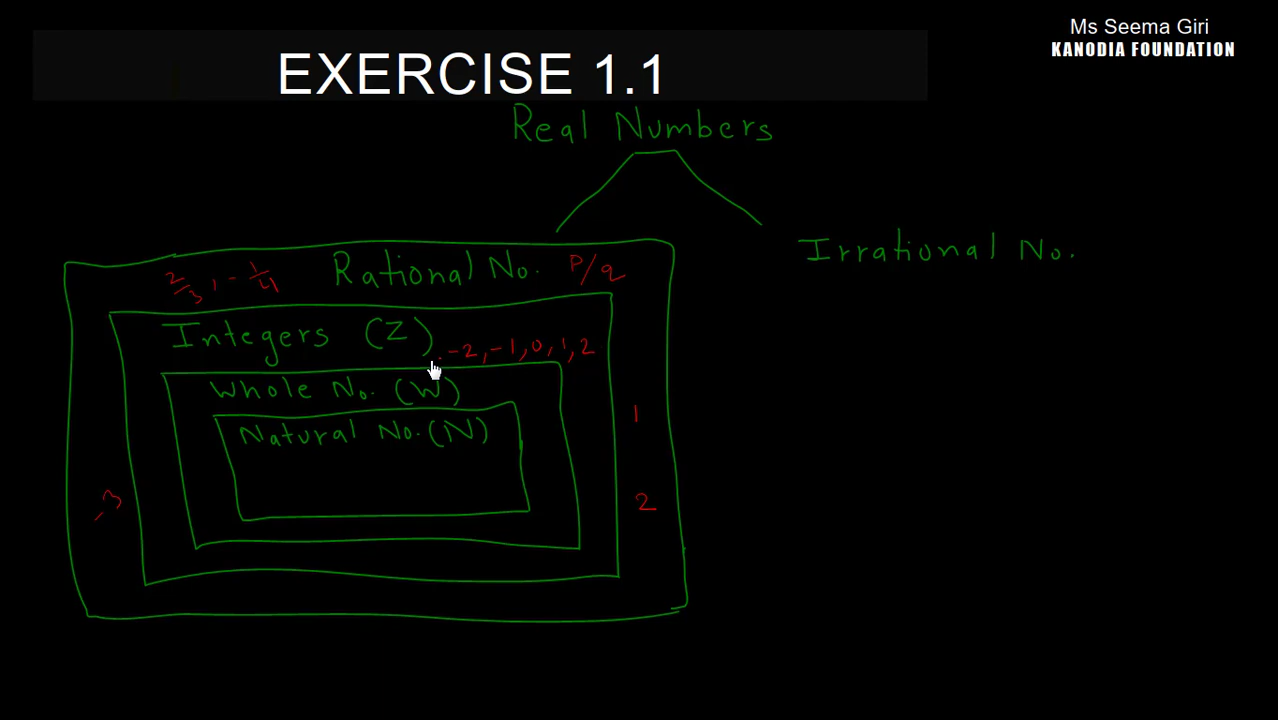 Ms Seema Giri
KANODIA FOUNDATION
EXERCISE 1.1
Real Numbers
Irrational No.
2/3, -1/4 Rational No. P/q
Integers (Z) .-2,-1,0,1,2
Whole No. (W)
Natural No. (N)
1
2